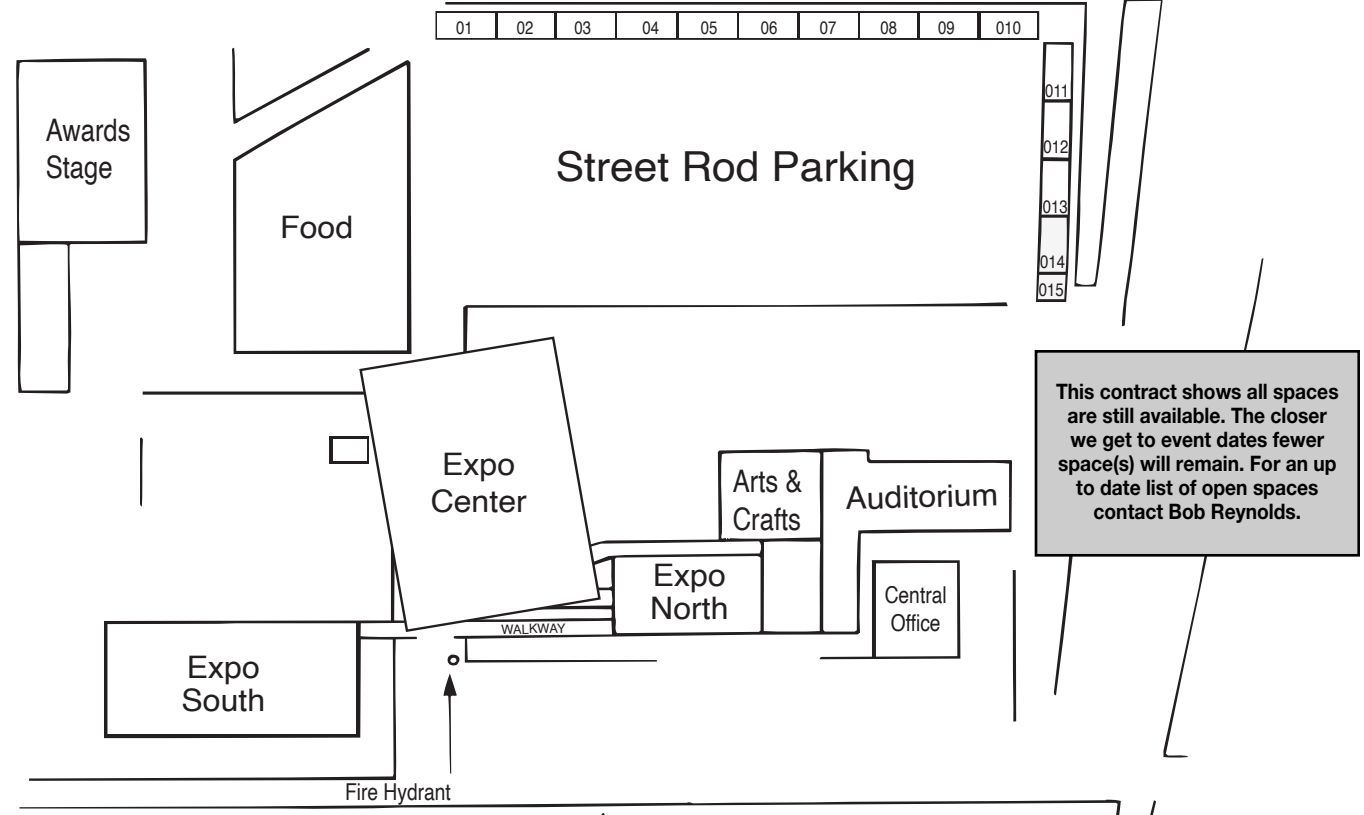 01 02 03 04 05 06 07 08 09 010
011
012
013
014
015
Awards
Stage
Food
Street Rod Parking
This contract shows all spaces
are still available. The closer
we get to event dates fewer
space(s) will remain. For an up
to date list of open spaces
contact Bob Reynolds.
Expo
Center
Arts &
Crafts
Auditorium
Expo
North
Central
Office
WALKWAY
Expo
South
Fire Hydrant